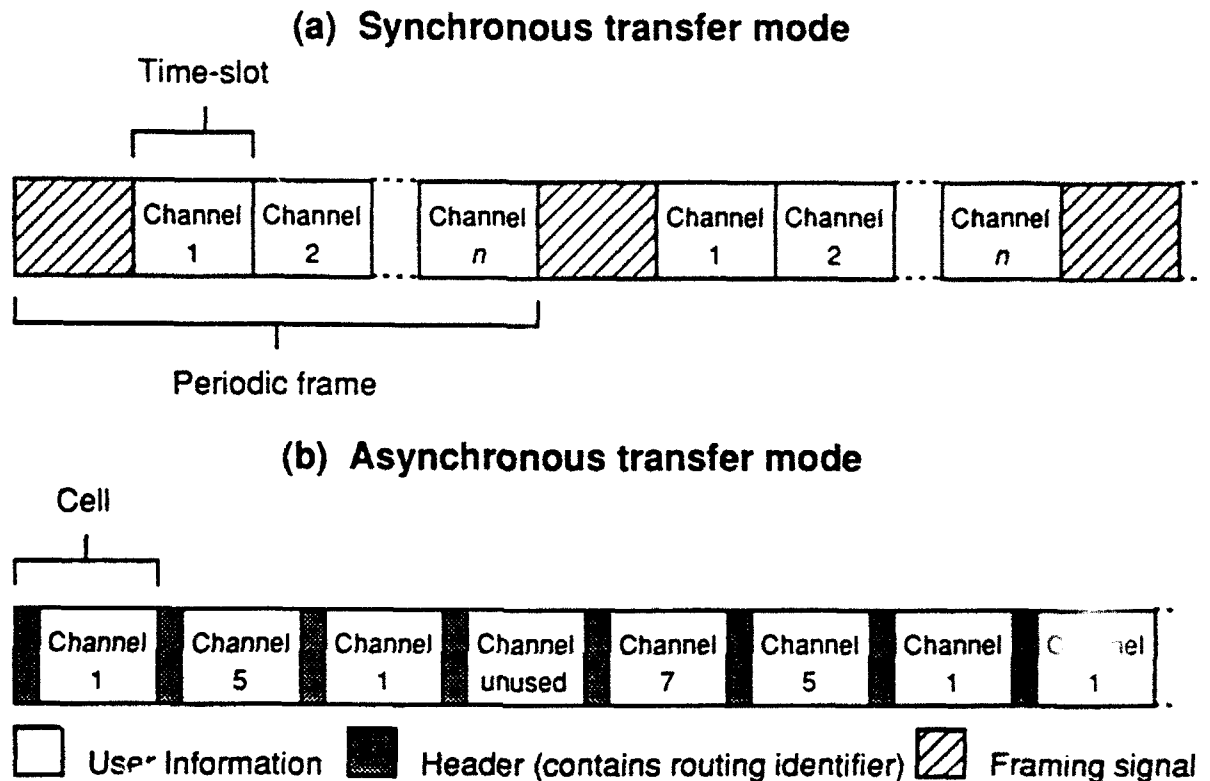 (a) Synchronous transfer mode
Time-slot
Channel 1 Channel 2 Channel n Channel 1 Channel 2 Channel n
Periodic frame
(b) Asynchronous transfer mode
Cell
Channel 1 Channel 5 Channel 1 Channel unused Channel 7 Channel 5 Channel 1 Channel 1
User Information Header (contains routing identifier) Framing signal